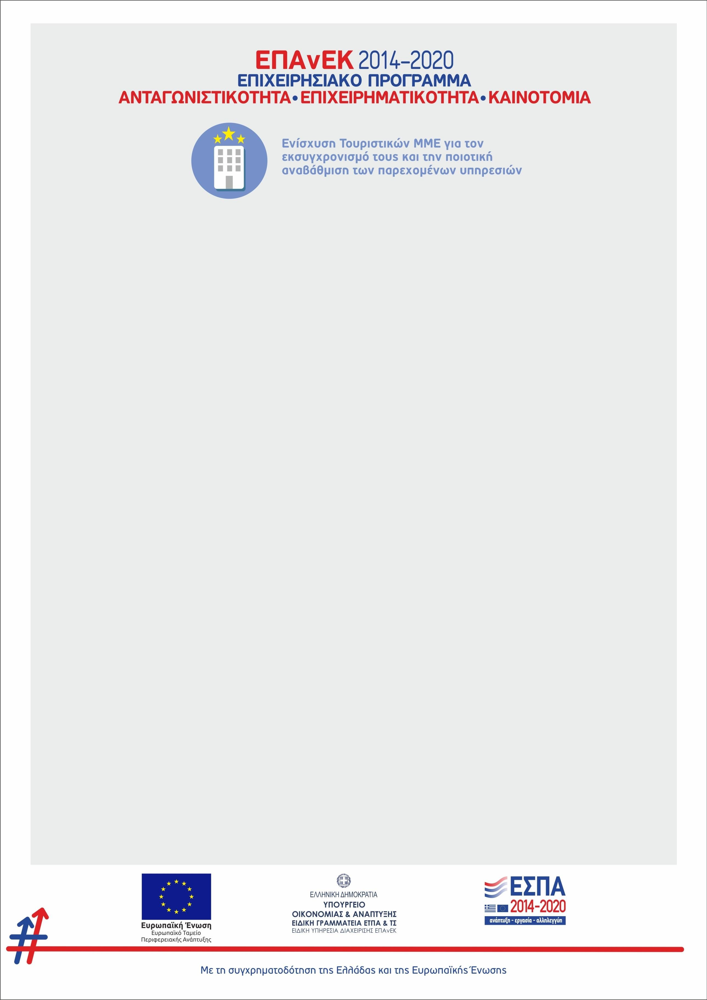 ΕΠΑνΕΚ 2014–2020
ΕΠΙΧΕΙΡΗΣΙΑΚΟ ΠΡΟΓΡΑΜΜΑ
ΑΝΤΑΓΩΝΙΣΤΙΚΟΤΗΤΑ•ΕΠΙΧΕΙΡΗΜΑΤΙΚΟΤΗΤΑ•ΚΑΙΝΟΤΟΜΙΑ
Ενίσχυση Τουριστικών ΜΜΕ για τον
εκσυγχρονισμό τους και την ποιοτική
αναβάθμιση των παρεχομένων υπηρεσιών
Ευρωπαϊκή Ένωση
Ευρωπαϊκό Ταμείο
Περιφερειακής Ανάπτυξης
ΕΛΛΗΝΙΚΗ ΔΗΜΟΚΡΑΤΙΑ
ΥΠΟΥΡΓΕΙΟ
ΟΙΚΟΝΟΜΙΑΣ & ΑΝΑΠΤΥΞΗΣ
ΕΙΔΙΚΗ ΓΡΑΜΜΑΤΕΙΑ ΕΤΠΑ & ΤΣ
ΕΙΔΙΚΗ ΥΠΗΡΕΣΙΑ ΔΙΑΧΕΙΡΙΣΗΣ ΕΠΑνΕΚ
ΕΣΠΑ
2014-2020
ανάπτυξη - εργασία - αλληλεγγύη
Με τη συγχρηματοδότηση της Ελλάδας και της Ευρωπαϊκής Ένωσης